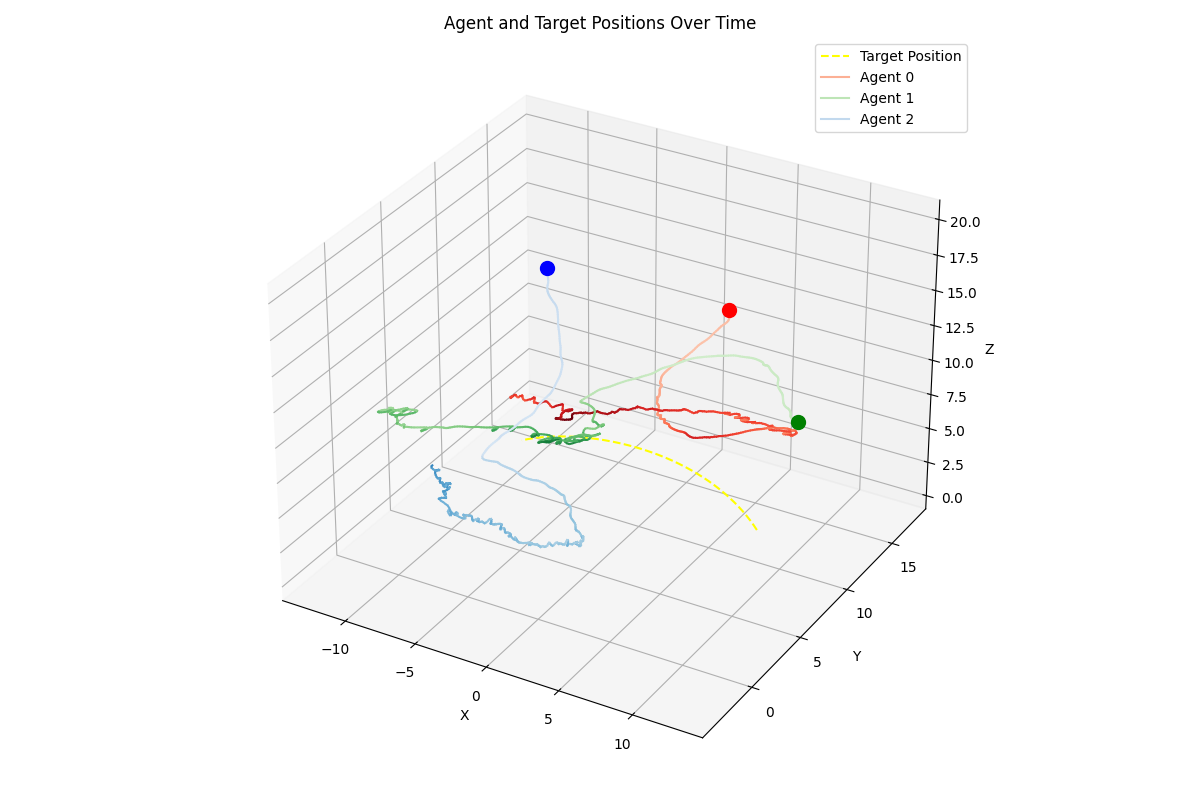 Agent and Target Positions Over Time
Target Position
Agent 0
Agent 1
Agent 2
20.0
17.5
15.0
12.5
10.0
7.5
5.0
2.5
0.0
Z
15
10
5
0
Y
−10
−5
0
5
10
X